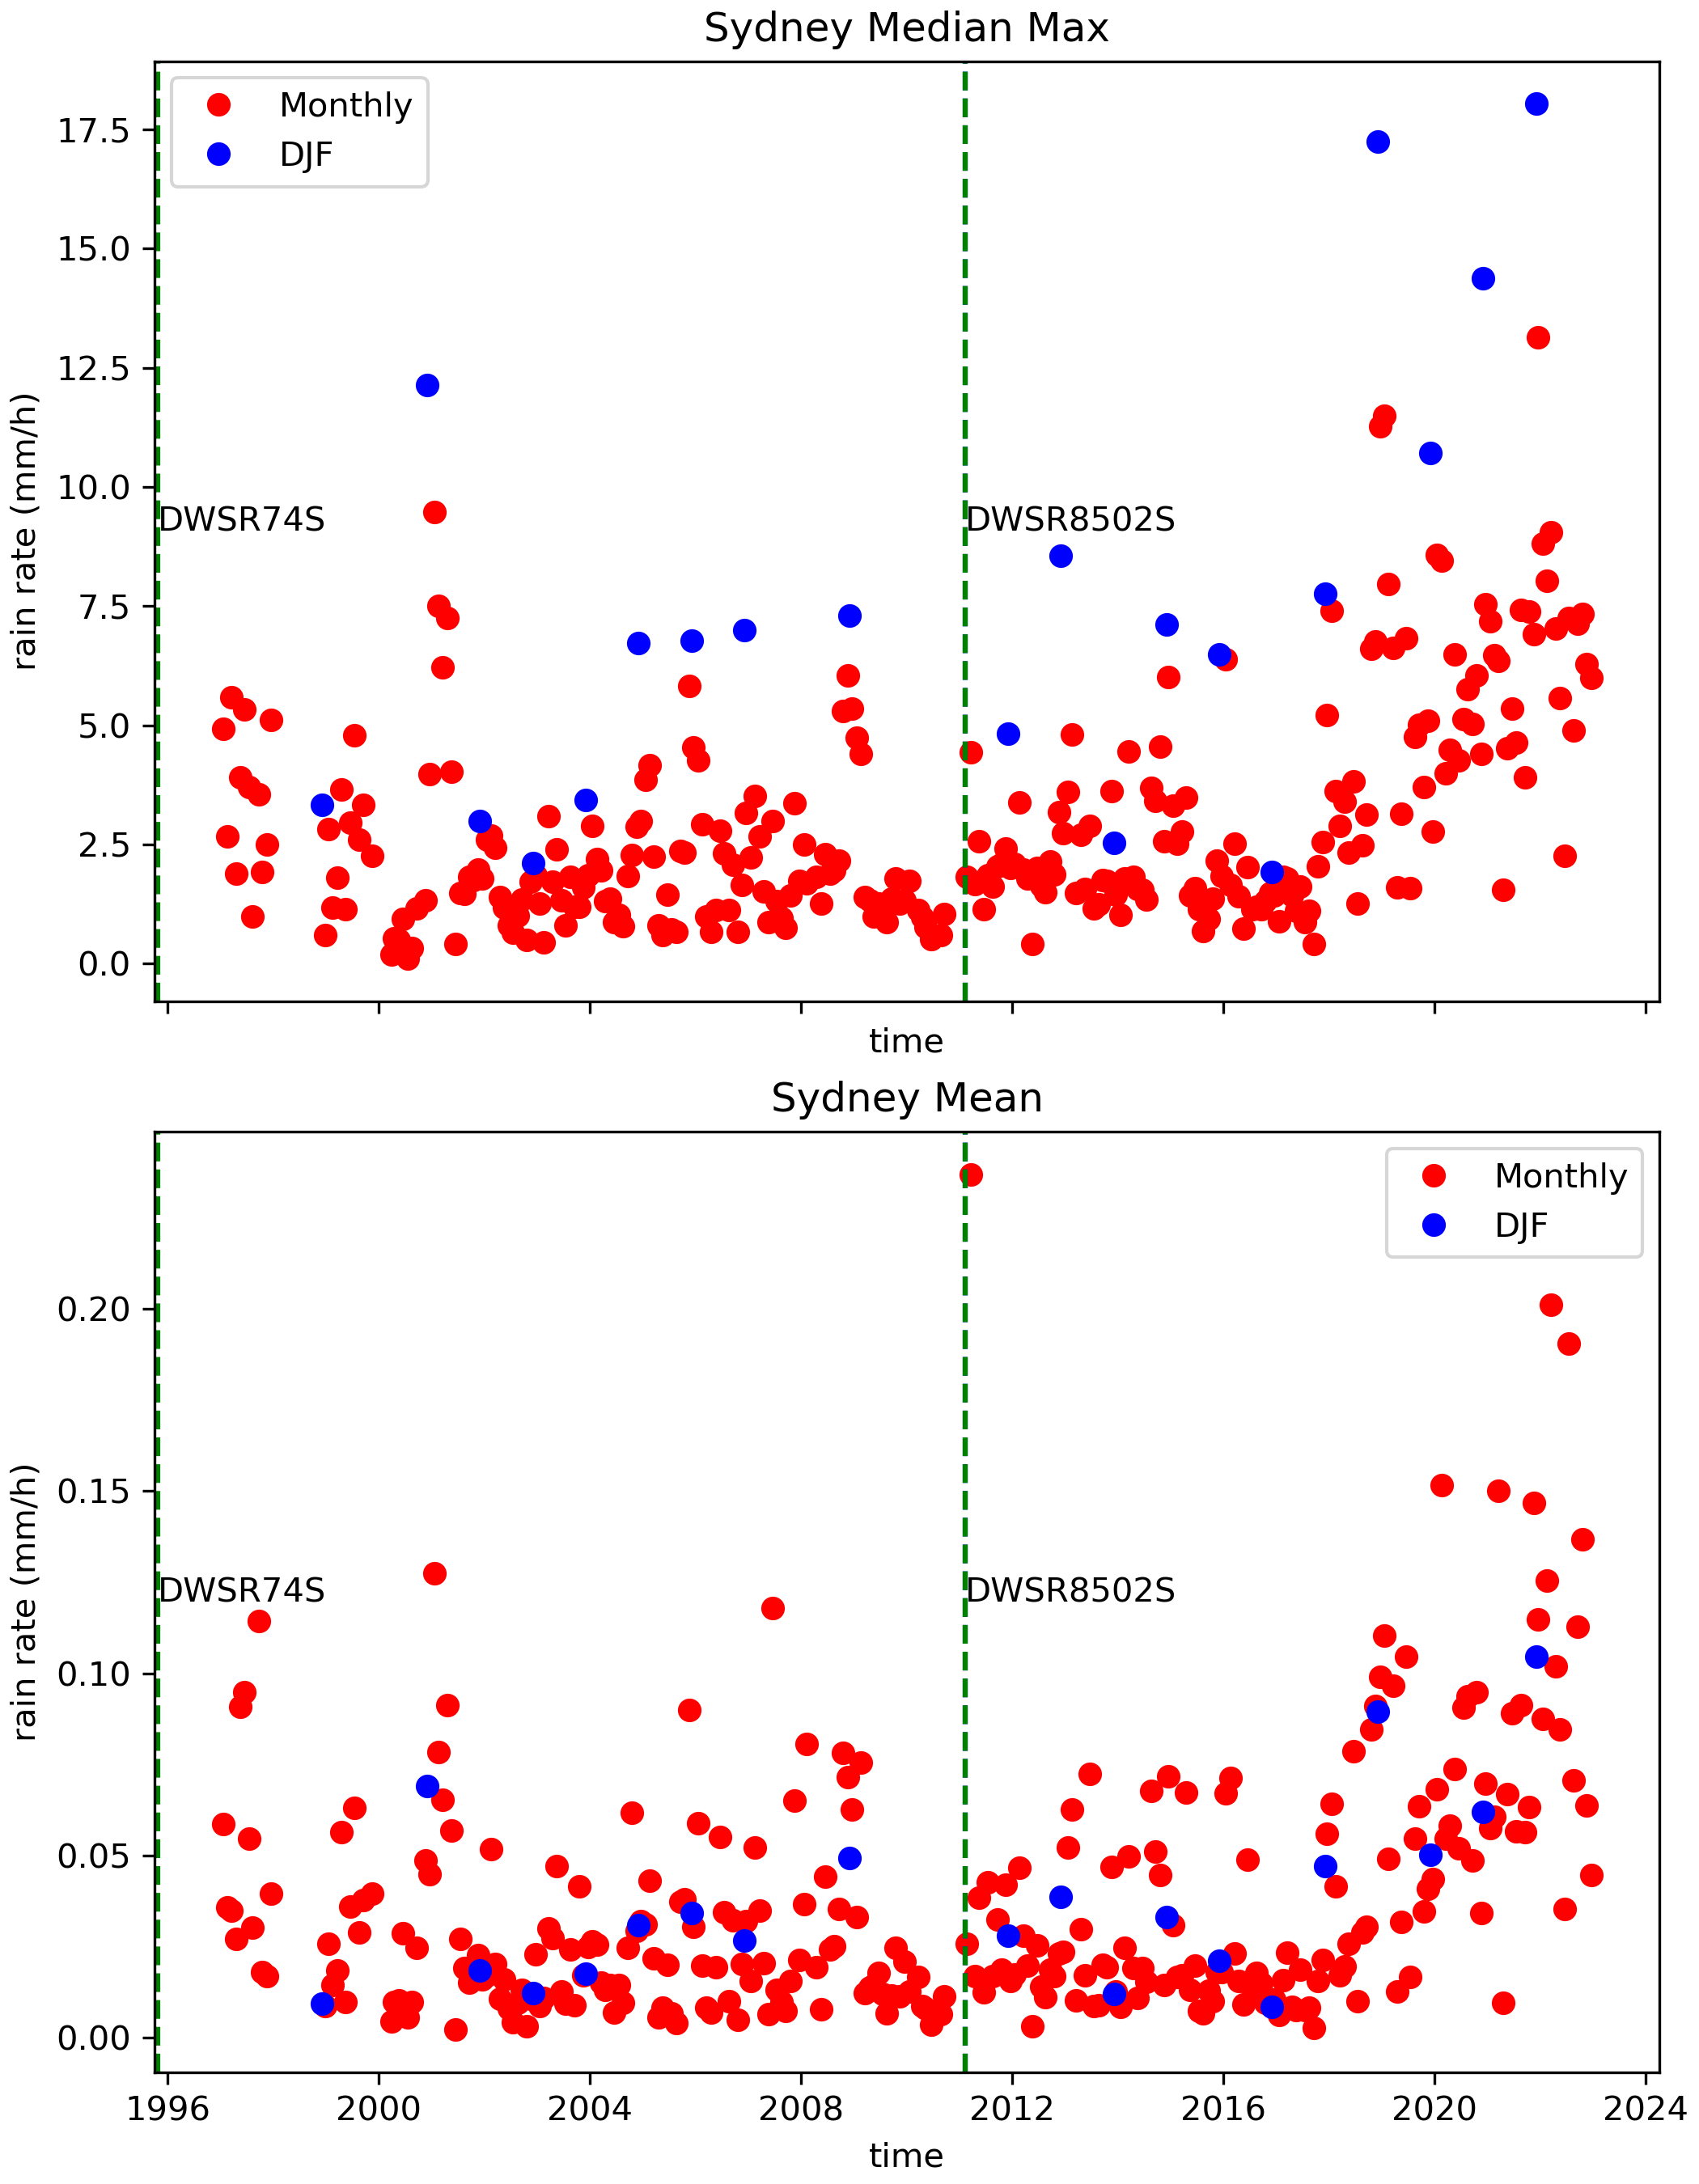 Sydney Median Max
Monthly
DJF
17.5
15.0
12.5
10.0
7.5
5.0
2.5
0.0
rain rate (mm/h)
DWSR74S
DWSR8502S
time
Sydney Mean
Monthly
DJF
0.20
0.15
0.10
0.05
0.00
rain rate (mm/h)
DWSR74S
DWSR8502S
1996 2000 2004 2008 2012 2016 2020 2024
time